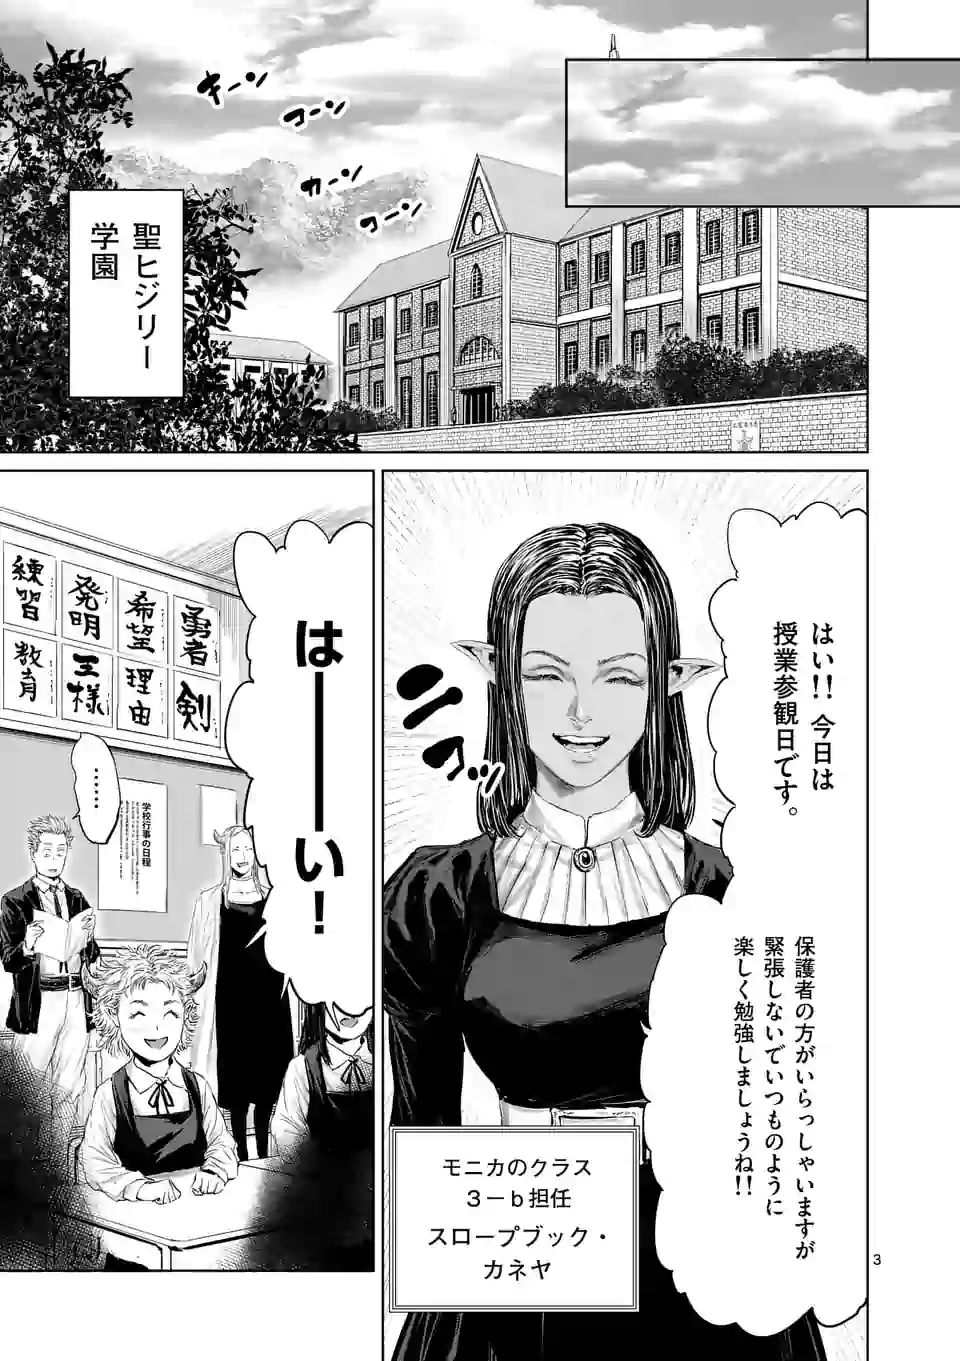 キーン
コーン
カーン
コーン
聖ヒジリー
学園
はい!!今日は
授業参観日です。
保護者の方がいらっしゃいますが
緊張しないでいつものように
楽しく勉強しましょうね!!
ニコッ
モニカのクラス
3－b担任
スロープブック・
カネヤ
はーーーい！
勇者
希望
発明
練習
剣
理由
王様
教育
……
学校行事の日程
3